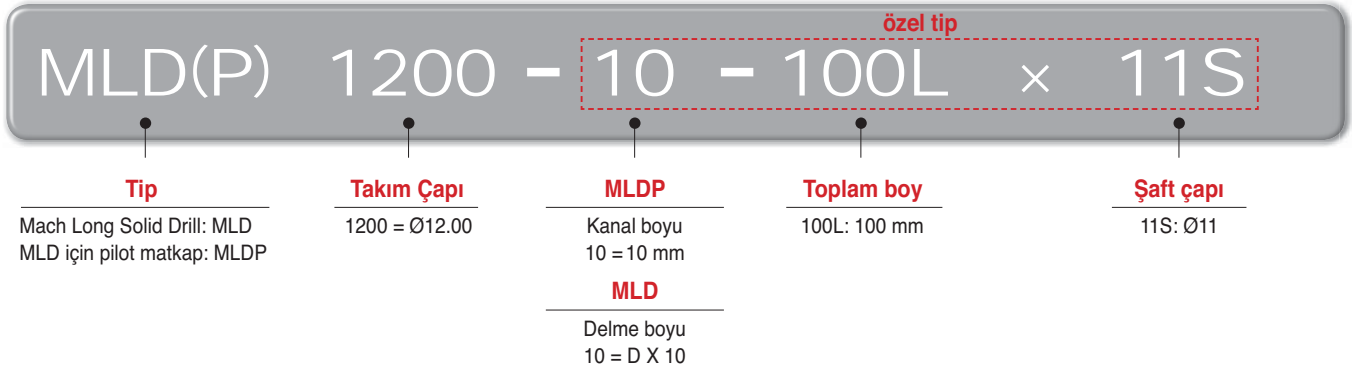 özel tip
MLD(P) 1200 - 10 - 100L × 11S
Tip
Mach Long Solid Drill: MLD
MLD için pilot matkap: MLDP
Takım Çapı
1200 = Ø12.00
MLDP
Kanal boyu
10 = 10 mm
MLD
Delme boyu
10 = D X 10
Toplam boy
100L: 100 mm
Şaft çapı
11S: Ø11